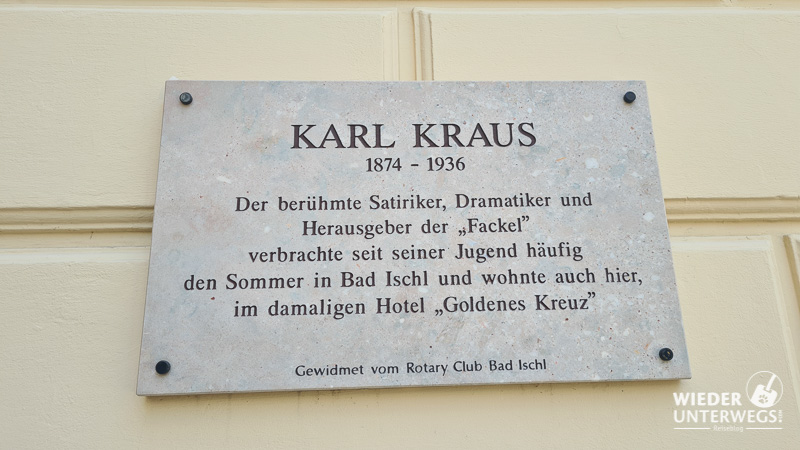 KARL KRAUS
1874 - 1936
Der berühmte Satiriker, Dramatiker und
Herausgeber der „Fackel”
verbrachte seit seiner Jugend häufig
den Sommer in Bad Ischl und wohnte auch hier,
im damaligen Hotel „Goldenes Kreuz”
Gewidmet vom Rotary Club Bad Ischl
WIEDER
UNTERWEGS.COM
Reiseblog